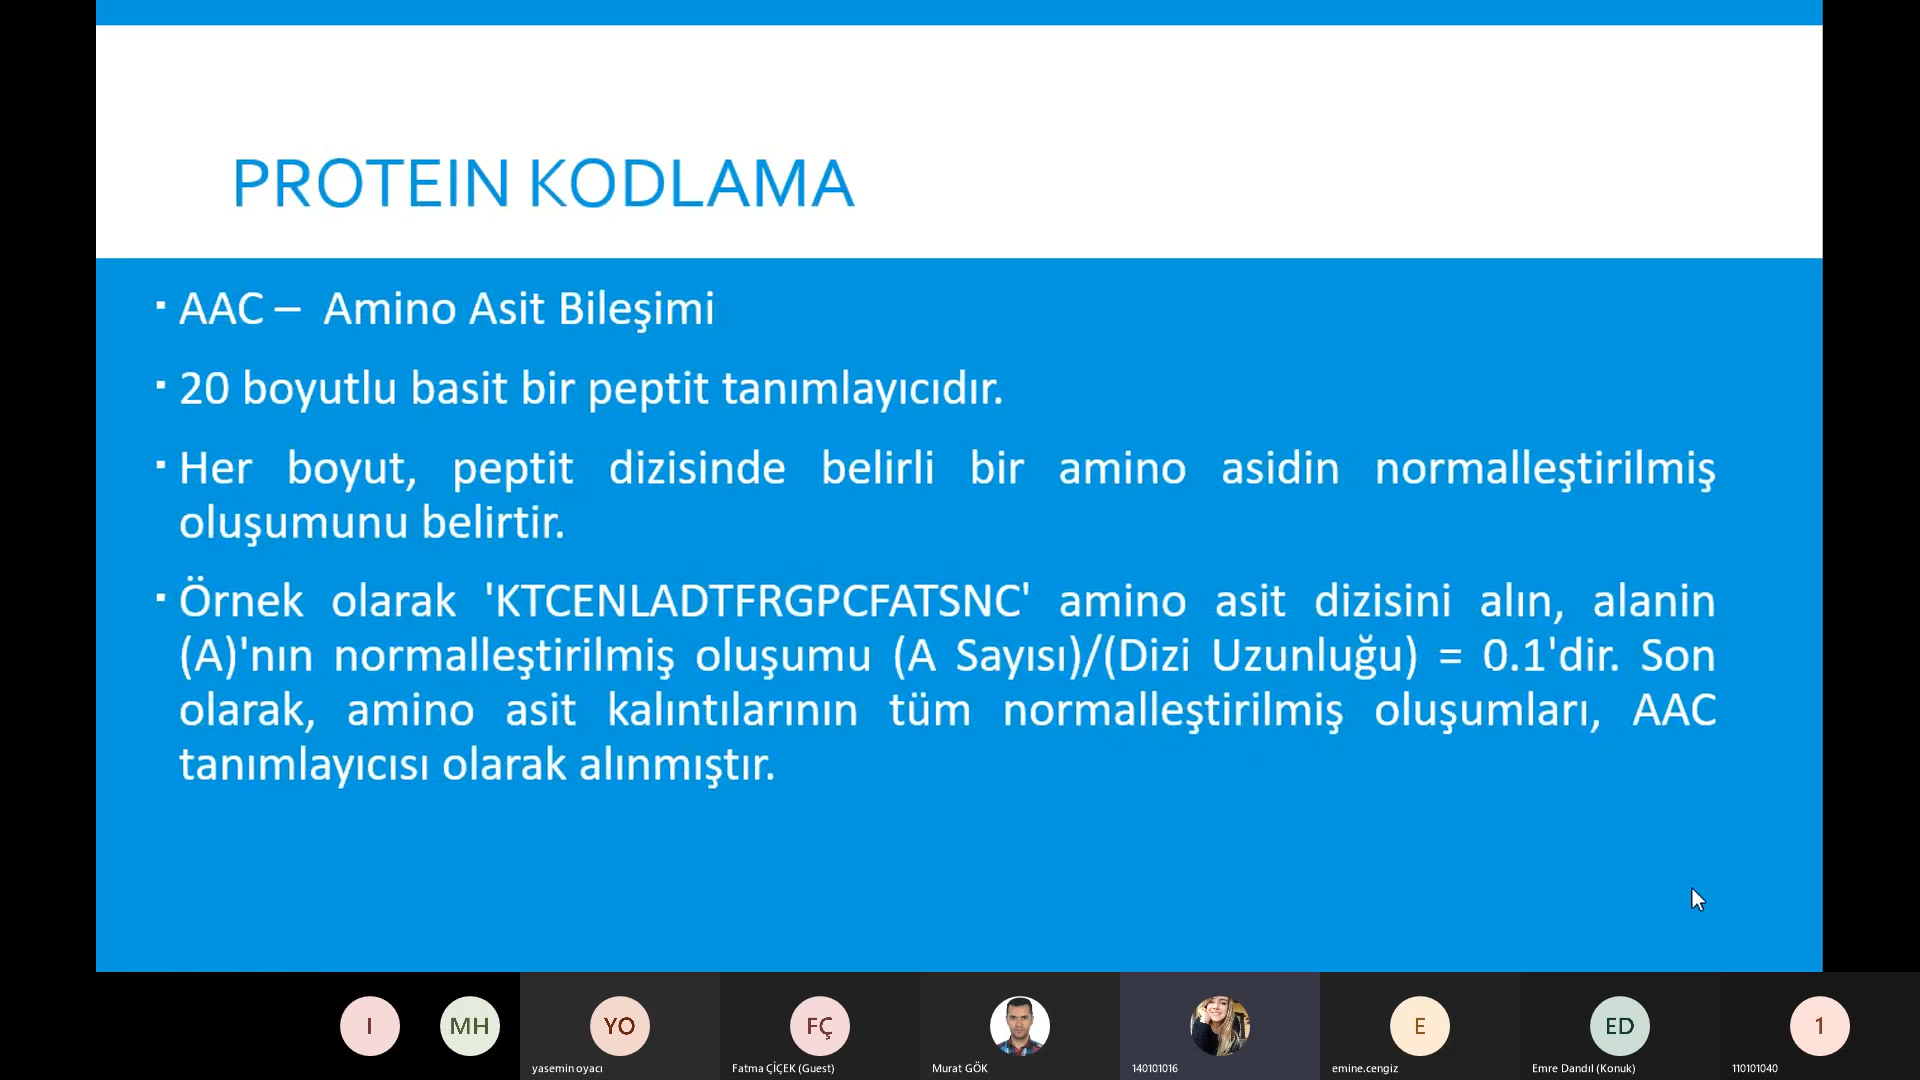 PROTEIN KODLAMA
▪ AAC –  Amino Asit Bileşimi
▪ 20 boyutlu basit bir peptit tanımlayıcıdır.
▪ Her boyut, peptit dizisinde belirli bir amino asidin normalleştirilmiş
oluşumunu belirtir.
▪ Örnek olarak 'KTCENLADTFRGPCFATSNC' amino asit dizisini alın, alanin
(A)'nın normalleştirilmiş oluşumu (A Sayısı)/(Dizi Uzunluğu) = 0.1'dir. Son
olarak, amino asit kalıntılarının tüm normalleştirilmiş oluşumları, AAC
tanımlayıcısı olarak alınmıştır.
I MH YO FÇ E ED 1
yasemin oyacı Fatma ÇİÇEK (Guest) Murat GÖK 140101016 emine.cengiz Emre Dandıl (Konuk) 110101040